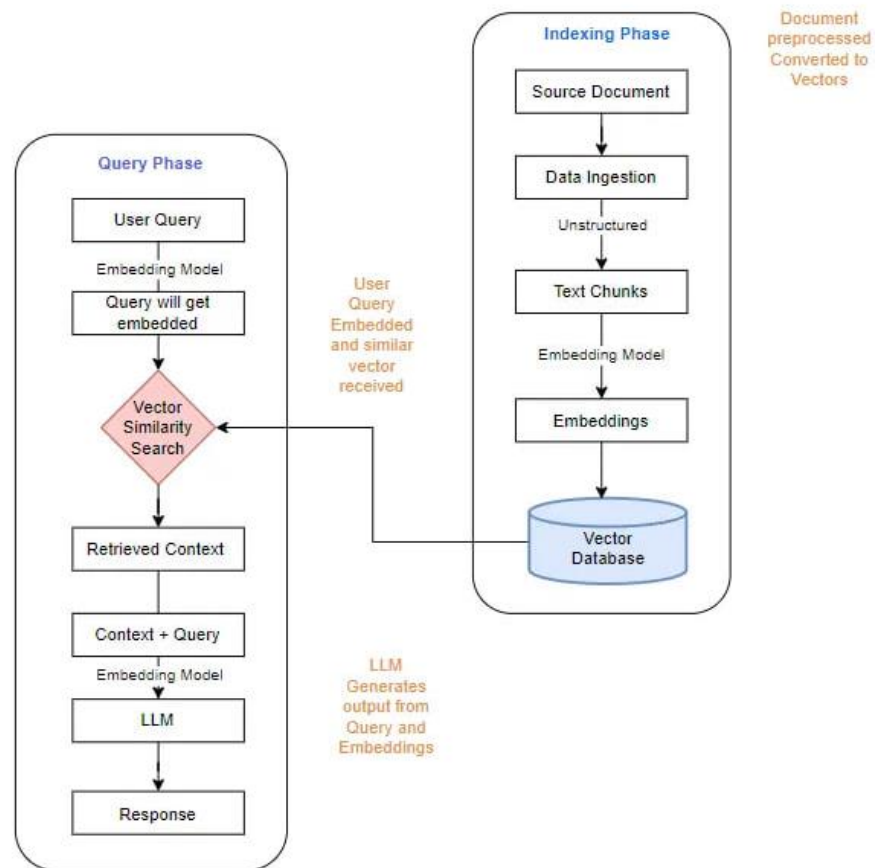 Indexing Phase
Source Document
Data Ingestion
Unstructured
Text Chunks
Embedding Model
Embeddings
Vector
Database
Document
preprocessed
Converted to
Vectors
Query Phase
User Query
Embedding Model
Query will get
embedded
Vector
Similarity
Search
Retrieved Context
Context + Query
Embedding Model
LLM
Response
User
Query
Embedded
and similar
vector
received
LLM
Generates
output from
Query and
Embeddings